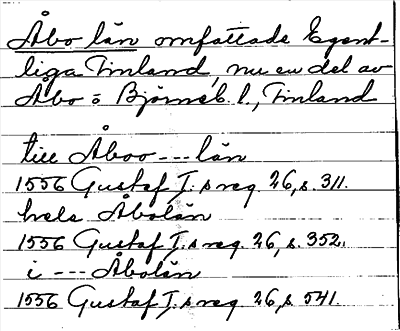 Åbo län omfattade Egent-
liga Finland, nu en del av
Åbo o Björneb. l., Finland
till Åboo --- län
1556 Gustaf I.s reg. 26, s. 311.
hela Åbolän
1556 Gustaf I.s reg. 26, s. 352.
i --- Åbolän
1556 Gustaf I.s reg. 26, s. 541.